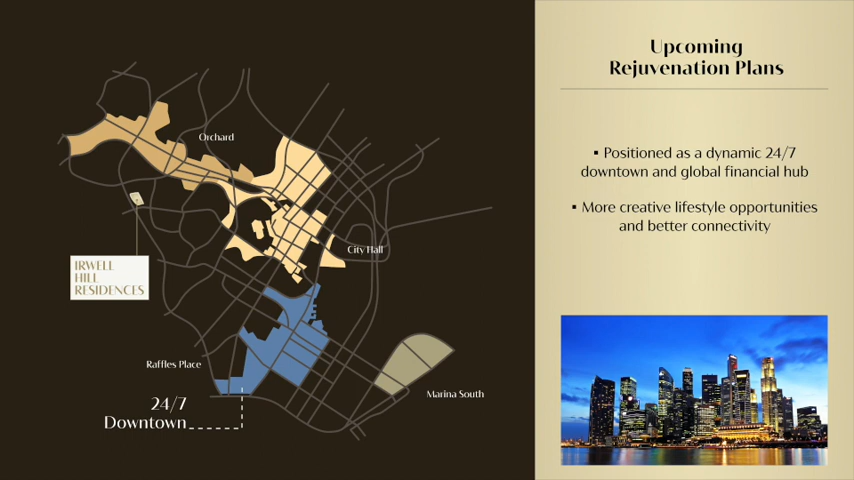 Upcoming
Rejuvenation Plans
▪ Positioned as a dynamic 24/7
downtown and global financial hub
▪ More creative lifestyle opportunities
and better connectivity
Orchard
City Hall
IRWELL
HILL
RESIDENCES
Raffles Place
Marina South
24/7
Downtown